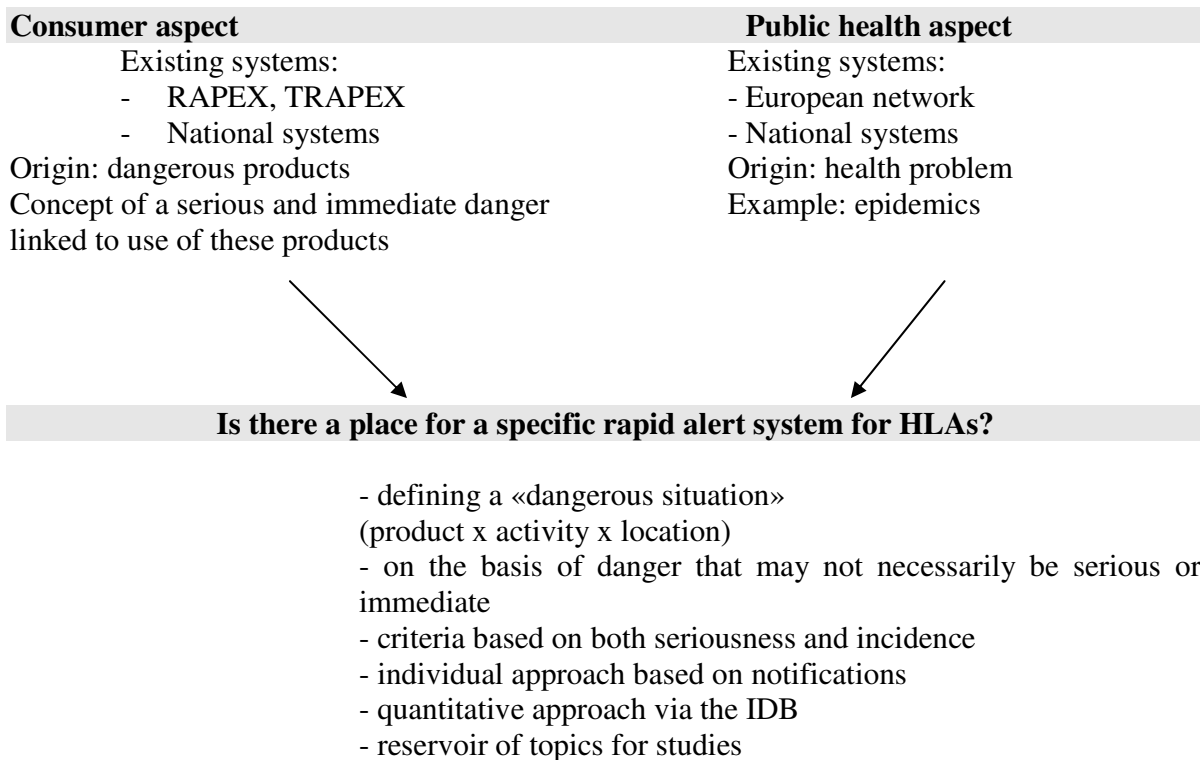 Consumer aspect
Existing systems:
- RAPEX, TRAPEX
- National systems
Origin: dangerous products
Concept of a serious and immediate danger
linked to use of these products
Public health aspect
Existing systems:
- European network
- National systems
Origin: health problem
Example: epidemics
Is there a place for a specific rapid alert system for HLAs?
- defining a «dangerous situation»
(product x activity x location)
- on the basis of danger that may not necessarily be serious or
immediate
- criteria based on both seriousness and incidence
- individual approach based on notifications
- quantitative approach via the IDB
- reservoir of topics for studies